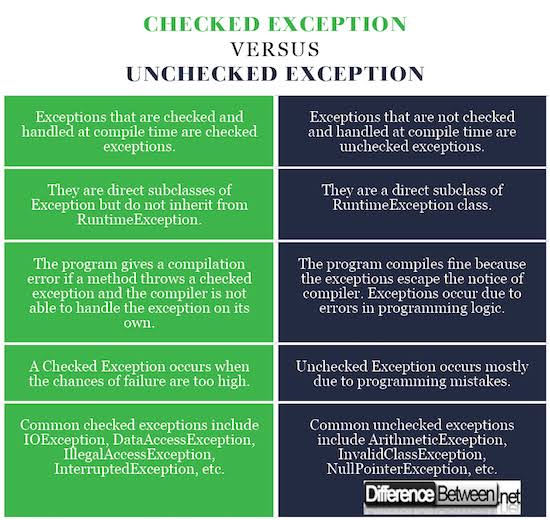 CHECKED EXCEPTION
VERSUS
UNCHECKED EXCEPTION
Exceptions that are checked and
handled at compile time are checked
exceptions.
Exceptions that are not checked
and handled at compile time are
unchecked exceptions.
They are direct subclasses of
Exception but do not inherit from
RuntimeException.
They are a direct subclass of
RuntimeException class.
The program gives a compilation
error if a method throws a checked
exception and the compiler is not
able to handle the exception on its
own.
The program compiles fine because
the exceptions escape the notice of
compiler. Exceptions occur due to
errors in programming logic.
A Checked Exception occurs when
the chances of failure are too high.
Unchecked Exception occurs mostly
due to programming mistakes.
Common checked exceptions include
IOException, DataAccessException,
IllegalAccessException,
InterruptedException, etc.
Common unchecked exceptions
include ArithmeticException,
InvalidClassException,
NullPointerException, etc.
DifferenceBetween.net